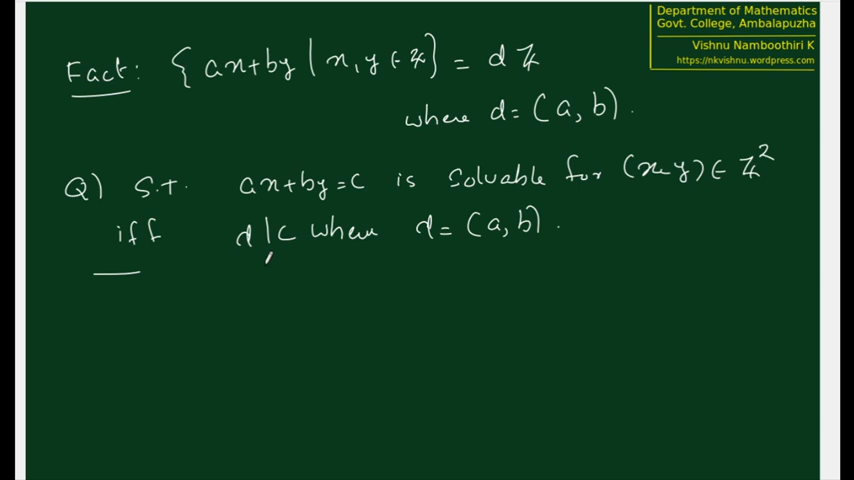 Department of Mathematics
Govt. College, Ambalapuzha
Vishnu Namboothiri K
https://nkvishnu.wordpress.com
Fact: {ax+by | x, y ∈ ℤ} = dℤ
where d = (a, b).
Q) S.T. ax+by=c is solvable for (x, y) ∈ ℤ²
iff d|c where d = (a, b).